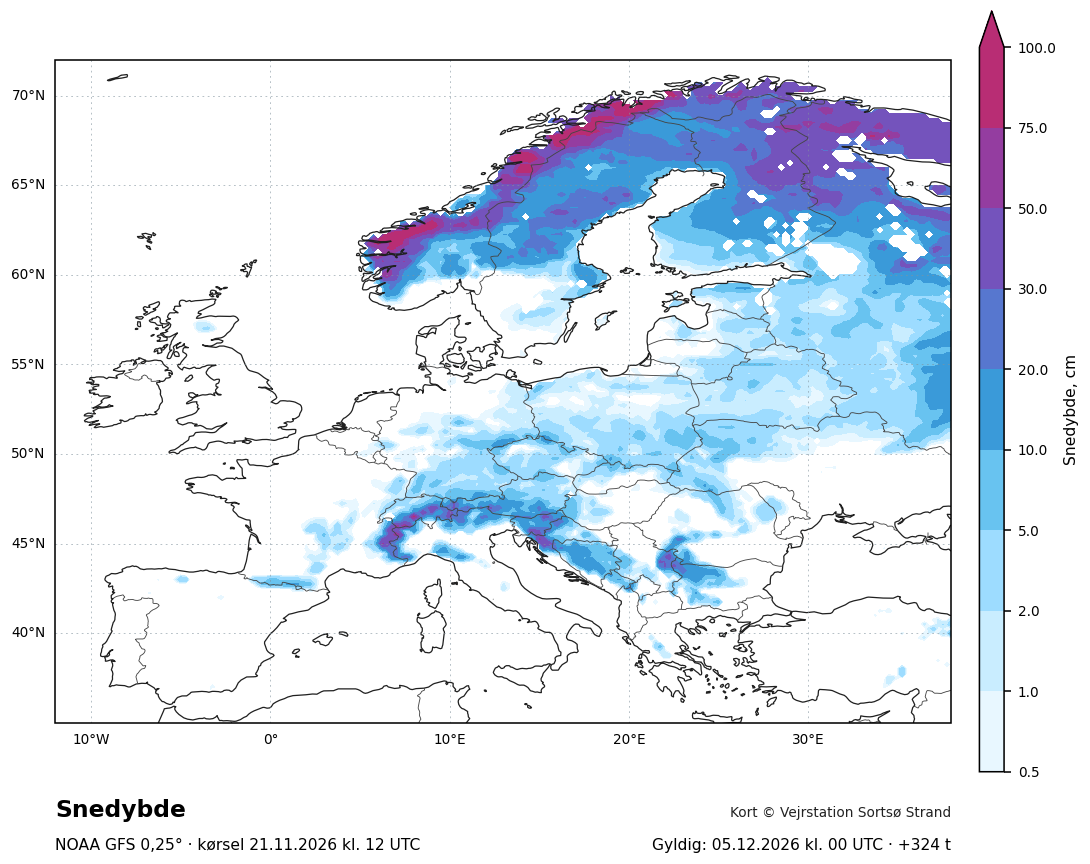 100.0
75.0
50.0
30.0
20.0
10.0
5.0
2.0
1.0
0.5
Snedybde, cm
70°N
65°N
60°N
55°N
50°N
45°N
40°N
10°W
0°
10°E
20°E
30°E
Snedybde
Kort © Vejrstation Sortsø Strand
NOAA GFS 0,25° · kørsel 21.11.2026 kl. 12 UTC
Gyldig: 05.12.2026 kl. 00 UTC · +324 t